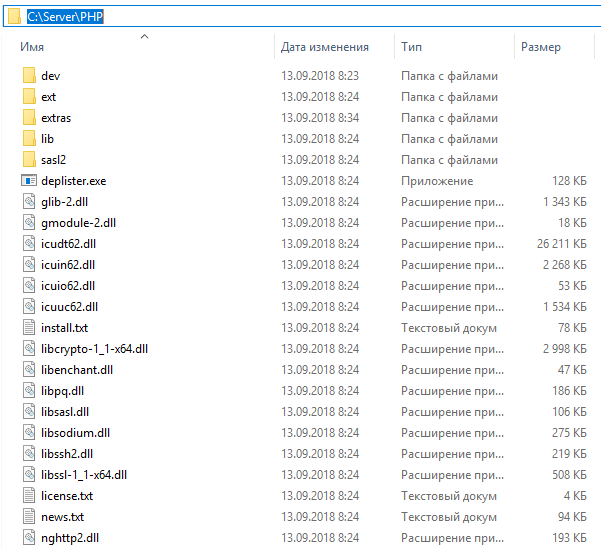 C:\Server\PHP
Имя Дата изменения Тип Размер
dev 13.09.2018 8:23 Папка с файлами
ext 13.09.2018 8:24 Папка с файлами
extras 13.09.2018 8:34 Папка с файлами
lib 13.09.2018 8:24 Папка с файлами
sasl2 13.09.2018 8:24 Папка с файлами
deplister.exe 13.09.2018 8:24 Приложение 128 КБ
glib-2.dll 13.09.2018 8:24 Расширение при... 1 343 КБ
gmodule-2.dll 13.09.2018 8:24 Расширение при... 18 КБ
icudt62.dll 13.09.2018 8:24 Расширение при... 26 211 КБ
icuin62.dll 13.09.2018 8:24 Расширение при... 2 268 КБ
icuio62.dll 13.09.2018 8:24 Расширение при... 53 КБ
icuuc62.dll 13.09.2018 8:24 Расширение при... 1 534 КБ
install.txt 13.09.2018 8:24 Текстовый докум 78 КБ
libcrypto-1_1-x64.dll 13.09.2018 8:24 Расширение при... 2 998 КБ
libenchant.dll 13.09.2018 8:24 Расширение при... 47 КБ
libpq.dll 13.09.2018 8:24 Расширение при... 186 КБ
libsasl.dll 13.09.2018 8:24 Расширение при... 106 КБ
libsodium.dll 13.09.2018 8:24 Расширение при... 275 КБ
libssh2.dll 13.09.2018 8:24 Расширение при... 219 КБ
libssl-1_1-x64.dll 13.09.2018 8:24 Расширение при... 508 КБ
license.txt 13.09.2018 8:24 Текстовый докум 4 КБ
news.txt 13.09.2018 8:24 Текстовый докум 94 КБ
nghttp2.dll 13.09.2018 8:24 Расширение при... 193 КБ